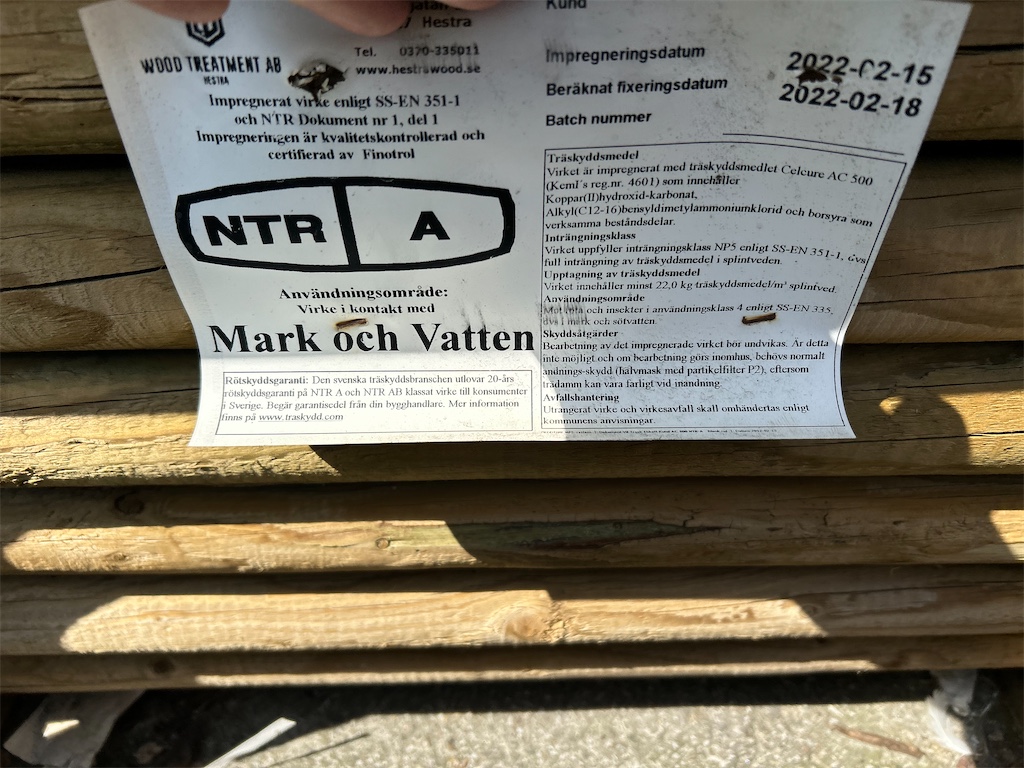 Hestra
WOOD TREATMENT AB
HESTRA
Tel. 0370-335011
www.hestrawood.se
Impregnerat virke enligt SS-EN 351-1
och NTR Dokument nr 1, del 1
Impregneringen är kvalitetskontrollerad och
certifierad av Finotrol
NTR A
Användningsområde:
Virke i kontakt med
Mark och Vatten
Rötskyddsgaranti: Den svenska träskyddsbranschen utlovar 20-års
rötskyddsgaranti på NTR A och NTR AB klassat virke till konsumenter
i Sverige. Begär garantisedel från din bygghandlare. Mer information
finns på www.traskydd.com
Kund
Impregneringsdatum 2022-02-15
Beräknat fixeringsdatum 2022-02-18
Batch nummer
Träskyddsmedel
Virket är impregnerat med träskyddsmedlet Celcure AC 500
(KemI´s reg.nr. 4601) som innehåller
Koppar(II)hydroxid-karbonat,
Alkyl(C12-16)bensyldimetylammoniumklorid och borsyra som
verksamma beståndsdelar.
Inträngningsklass
Virket uppfyller inträngningsklass NP5 enligt SS-EN 351-1, dvs
full inträngning av träskyddsmedel i splintveden.
Upptagning av träskyddsmedel
Virket innehåller minst 22,0 kg träskyddsmedel/m³ splintved.
Användningsområde
Mot röta och insekter i användningsklass 4 enligt SS-EN 335,
dvs i mark och sötvatten.
Skyddsåtgärder
Bearbetning av det impregnerade virket bör undvikas. Är detta
inte möjligt och om bearbetning görs inomhus, behövs normalt
andnings-skydd (halvmask med partikelfilter P2), eftersom
trädamm kan vara farligt vid inandning.
Avfallshantering
Utrangerat virke och virkesavfall skall omhändertas enligt
kommunens anvisningar.